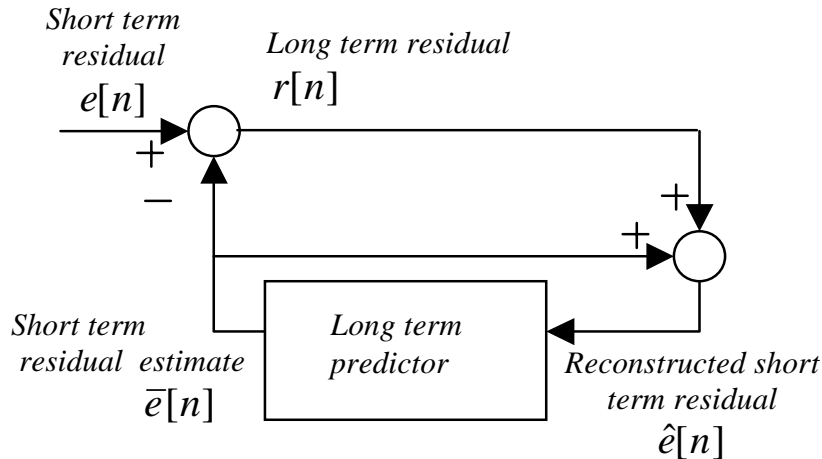 Short term
residual
e[n]
Long term residual
r[n]
+
−
+
+
Short term
residual estimate
e̅[n]
Long term
predictor
Reconstructed short
term residual
ê[n]